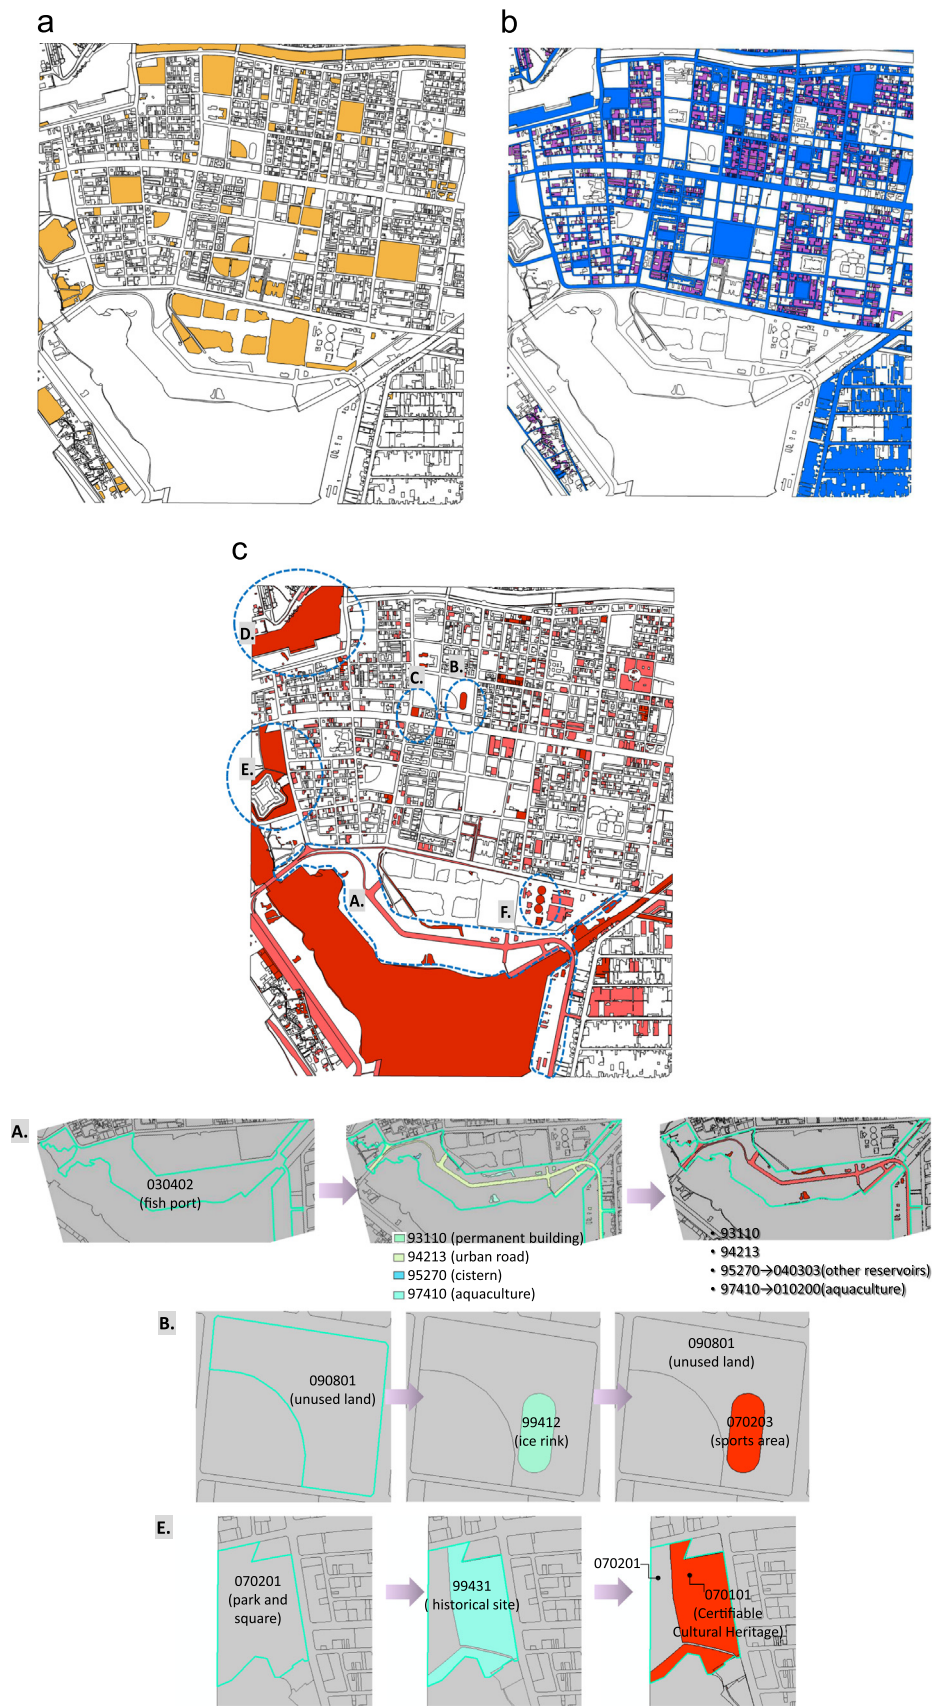 a
b
c
D.
B.
C.
E.
A.
F.
A.
030402
(fish port)
93110 (permanent building)
94213 (urban road)
95270 (cistern)
97410 (aquaculture)
• 93110
• 94213
• 95270→040303(other reservoirs)
• 97410→010200(aquaculture)
B.
090801
(unused land)
99412
(ice rink)
090801
(unused land)
070203
(sports area)
E.
070201
(park and
square)
99431
( historical site)
070201
070101
(Certifiable
Cultural Heritage)